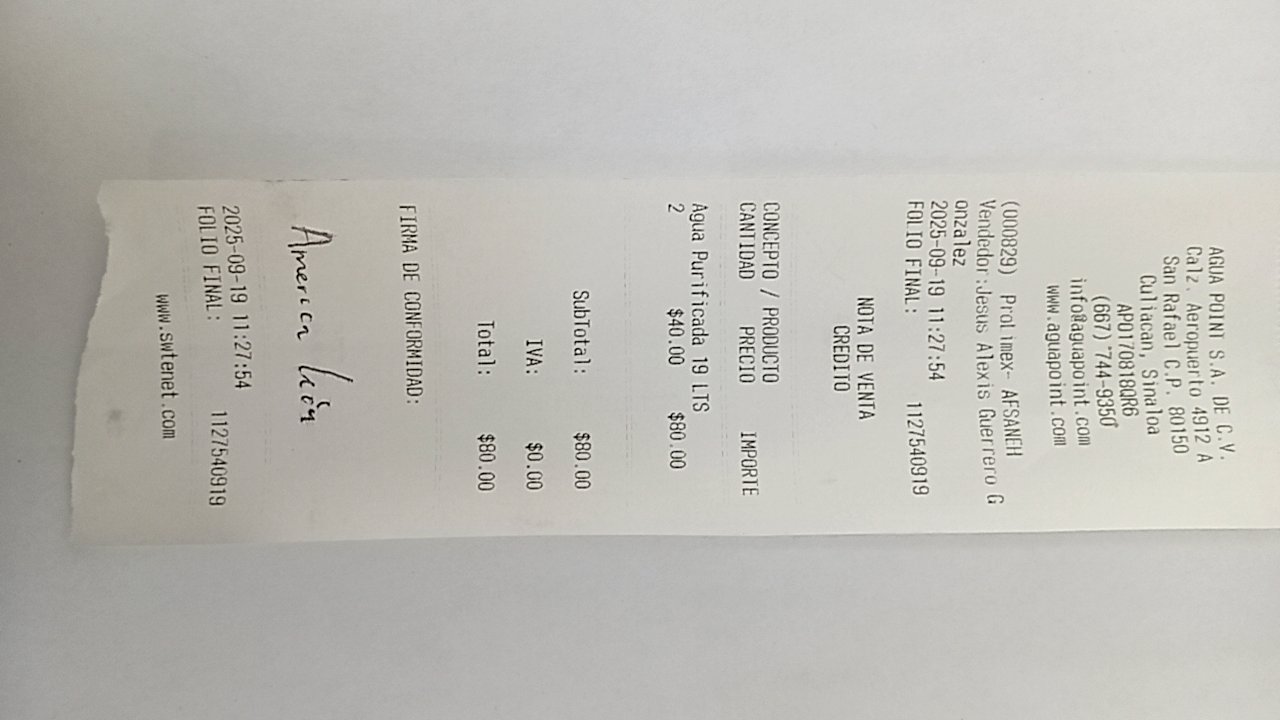 AGUA POINT S.A. DE C.V.
Calz. Aeropuerto 4912 A
San Rafael C.P. 80150
Culiacan, Sinaloa
APO170818QR6
(667) 744-9350
info@aguapoint.com
www.aguapoint.com
(000829) Prolimex- AFSANEH
Vendedor:Jesus Alexis Guerrero G
onzalez
2025-09-19 11:27:54
FOLIO FINAL: 1127540919
NOTA DE VENTA
CREDITO
CONCEPTO / PRODUCTO
CANTIDAD PRECIO IMPORTE
Agua Purificada 19 LTS
2 $40.00 $80.00
SubTotal: $80.00
IVA: $0.00
Total: $80.00
FIRMA DE CONFORMIDAD:
America León
2025-09-19 11:27:54
FOLIO FINAL: 1127540919
www.swtenet.com